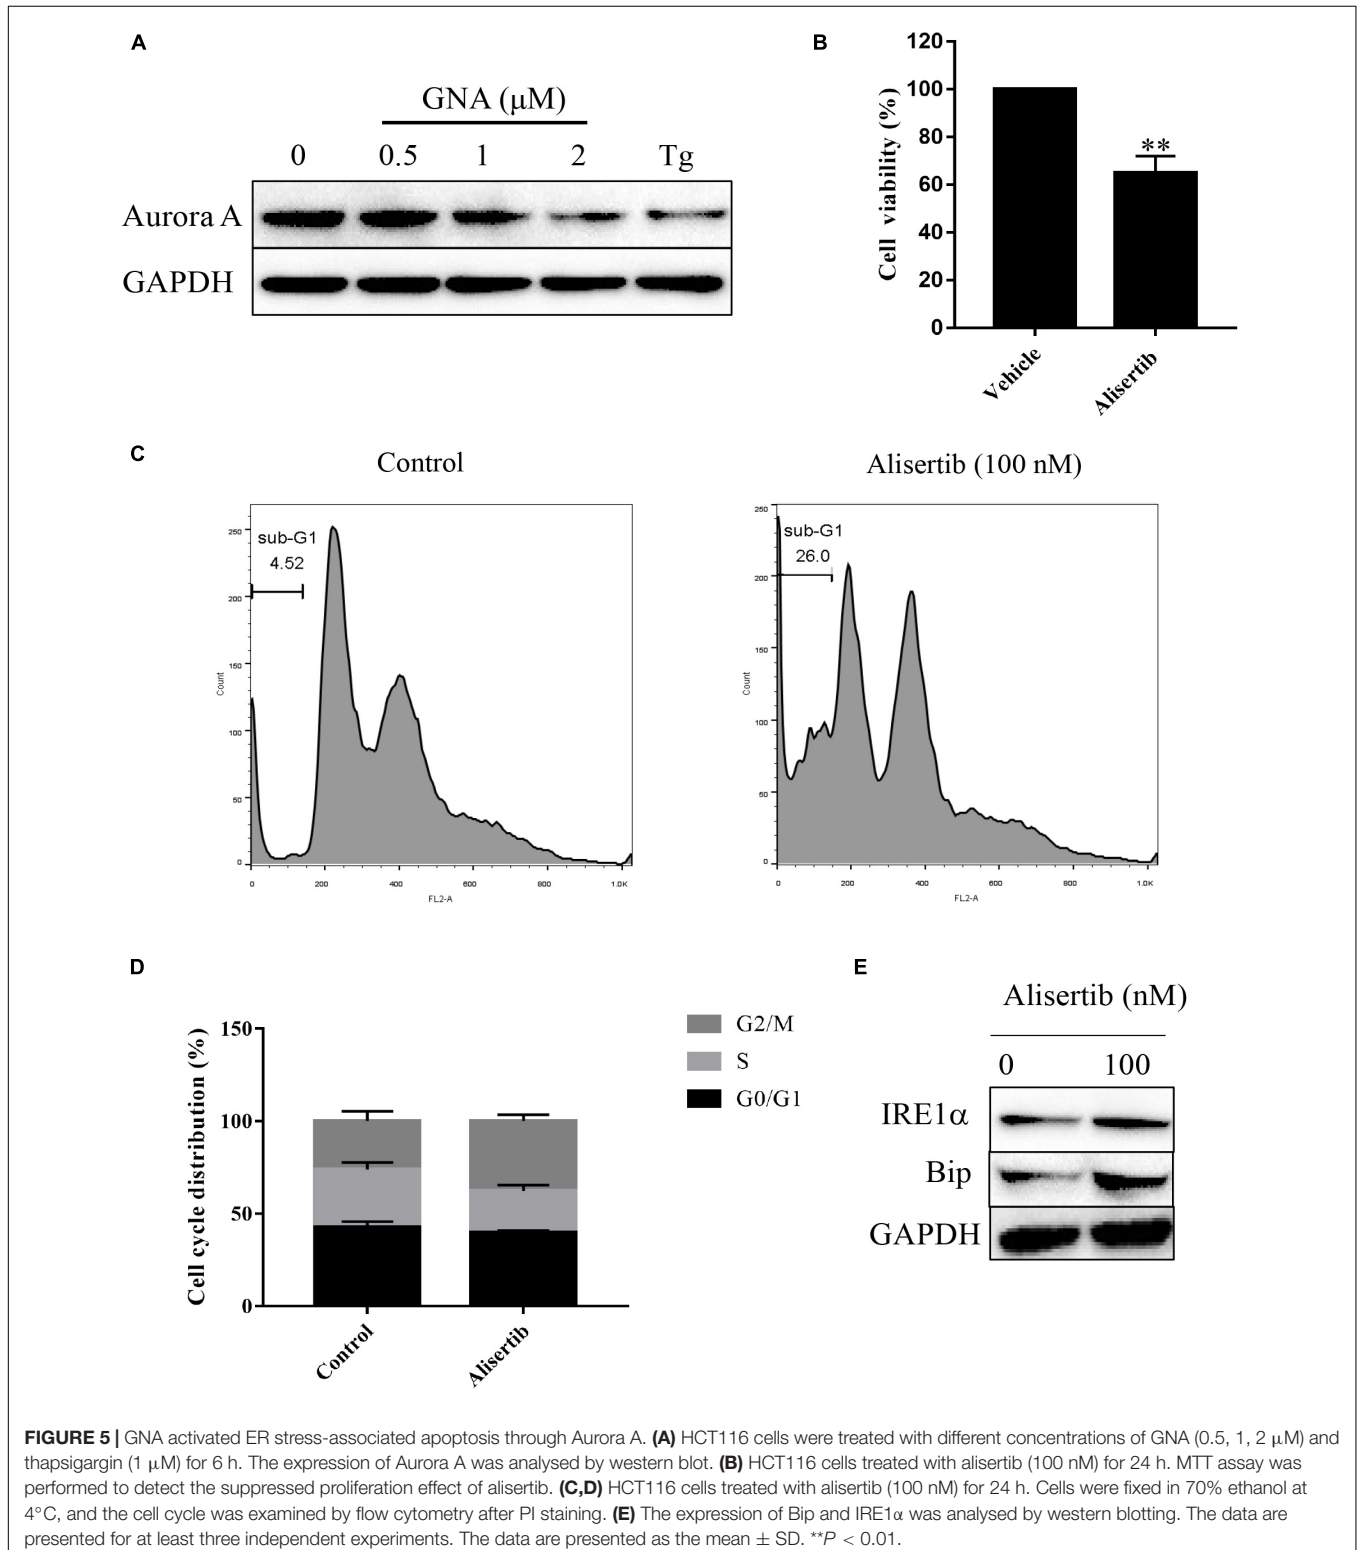 A
GNA (μM)
0 0.5 1 2 Tg
Aurora A
GAPDH
B
120
100
80
60
40
20
0
Cell viability (%)
**
Vehicle
Alisertib
C
Control
sub-G1
4.52
250
200
150
100
50
0
Count
0 200 400 600 800 1.0K
FL2-A
Alisertib (100 nM)
sub-G1
26.0
250
200
150
100
50
0
Count
0 200 400 600 800 1.0K
FL2-A
D
150
100
50
0
Cell cycle distribution (%)
Control
Alisertib
G2/M
S
G0/G1
E
Alisertib (nM)
0 100
IRE1α
Bip
GAPDH
FIGURE 5 | GNA activated ER stress-associated apoptosis through Aurora A. (A) HCT116 cells were treated with different concentrations of GNA (0.5, 1, 2 μM) and
thapsigargin (1 μM) for 6 h. The expression of Aurora A was analysed by western blot. (B) HCT116 cells treated with alisertib (100 nM) for 24 h. MTT assay was
performed to detect the suppressed proliferation effect of alisertib. (C,D) HCT116 cells treated with alisertib (100 nM) for 24 h. Cells were fixed in 70% ethanol at
4°C, and the cell cycle was examined by flow cytometry after PI staining. (E) The expression of Bip and IRE1α was analysed by western blotting. The data are
presented for at least three independent experiments. The data are presented as the mean ± SD. **P < 0.01.